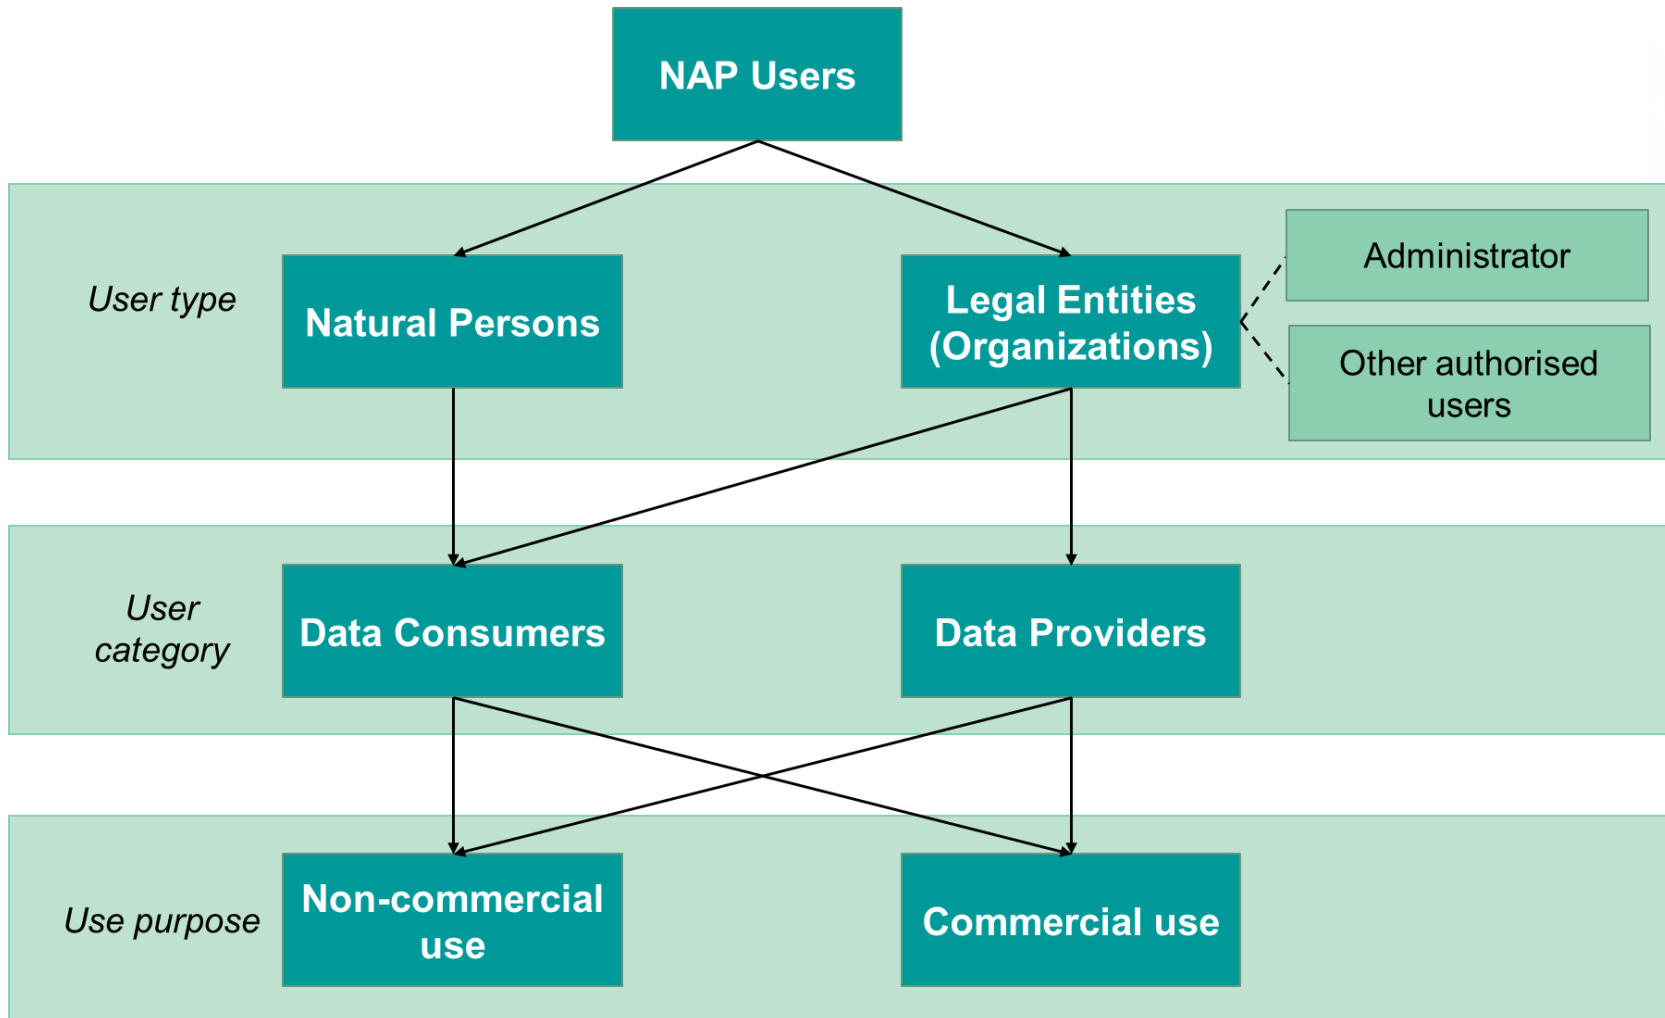 NAP Users
User type
Natural Persons
Legal Entities
(Organizations)
Administrator
Other authorised
users
User
category
Data Consumers
Data Providers
Use purpose
Non-commercial
use
Commercial use